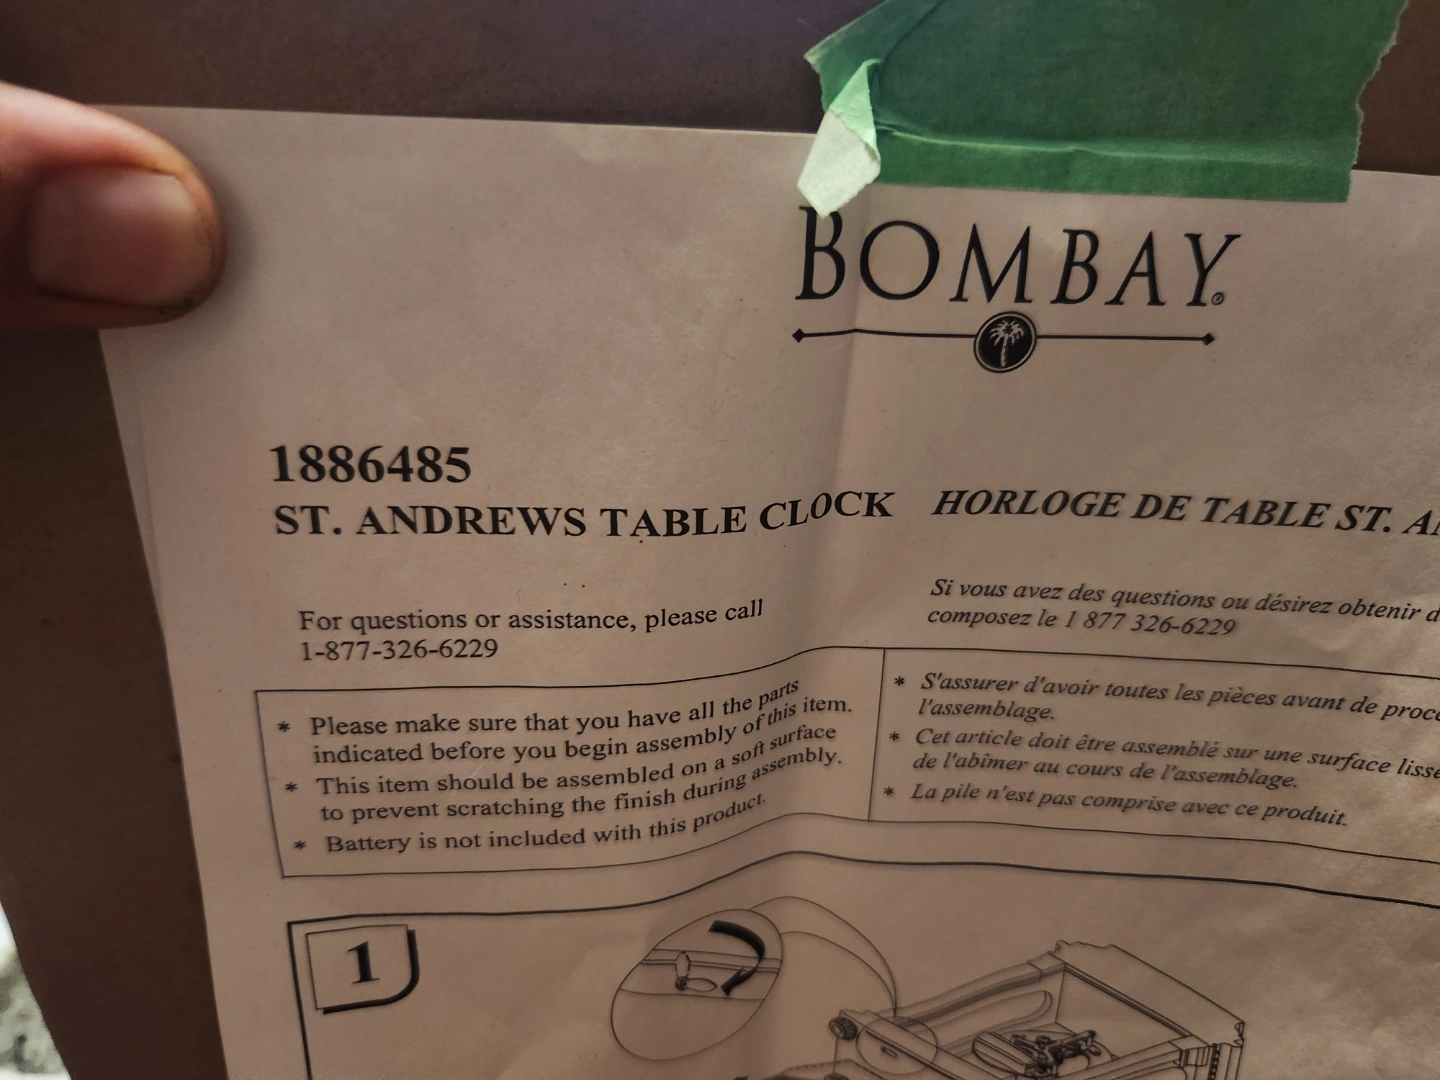 BOMBAY®
1886485
ST. ANDREWS TABLE CLOCK
For questions or assistance, please call
1-877-326-6229
* Please make sure that you have all the parts
indicated before you begin assembly of this item.
* This item should be assembled on a soft surface
to prevent scratching the finish during assembly.
* Battery is not included with this product.
HORLOGE DE TABLE ST.
Si vous avez des questions ou désirez obtenir
composez le 1 877 326-6229
* S'assurer d'avoir toutes les pièces avant de
l'assemblage.
* Cet article doit être assemblé sur une surface
de l'abîmer au cours de l'assemblage.
* La pile n'est pas comprise avec ce produit.
1